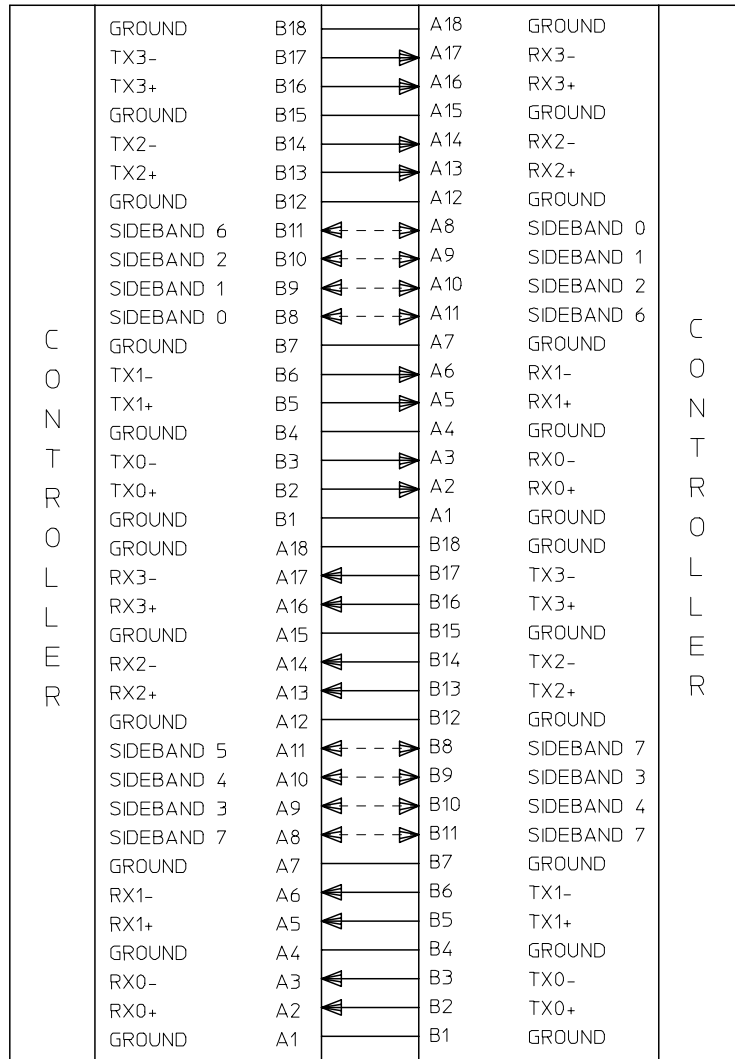 GROUND B18 A18 GROUND
TX3- B17 A17 RX3-
TX3+ B16 A16 RX3+
GROUND B15 A15 GROUND
TX2- B14 A14 RX2-
TX2+ B13 A13 RX2+
GROUND B12 A12 GROUND
SIDEBAND 6 B11 A8 SIDEBAND 0
SIDEBAND 2 B10 A9 SIDEBAND 1
SIDEBAND 1 B9 A10 SIDEBAND 2
SIDEBAND 0 B8 A11 SIDEBAND 6
GROUND B7 A7 GROUND
TX1- B6 A6 RX1-
TX1+ B5 A5 RX1+
GROUND B4 A4 GROUND
TX0- B3 A3 RX0-
TX0+ B2 A2 RX0+
GROUND B1 A1 GROUND
GROUND A18 B18 GROUND
RX3- A17 B17 TX3-
RX3+ A16 B16 TX3+
GROUND A15 B15 GROUND
RX2- A14 B14 TX2-
RX2+ A13 B13 TX2+
GROUND A12 B12 GROUND
SIDEBAND 5 A11 B8 SIDEBAND 7
SIDEBAND 4 A10 B9 SIDEBAND 3
SIDEBAND 3 A9 B10 SIDEBAND 4
SIDEBAND 7 A8 B11 SIDEBAND 7
GROUND A7 B7 GROUND
RX1- A6 B6 TX1-
RX1+ A5 B5 TX1+
GROUND A4 B4 GROUND
RX0- A3 B3 TX0-
RX0+ A2 B2 TX0+
GROUND A1 B1 GROUND
CONTROLLER
CONTROLLER